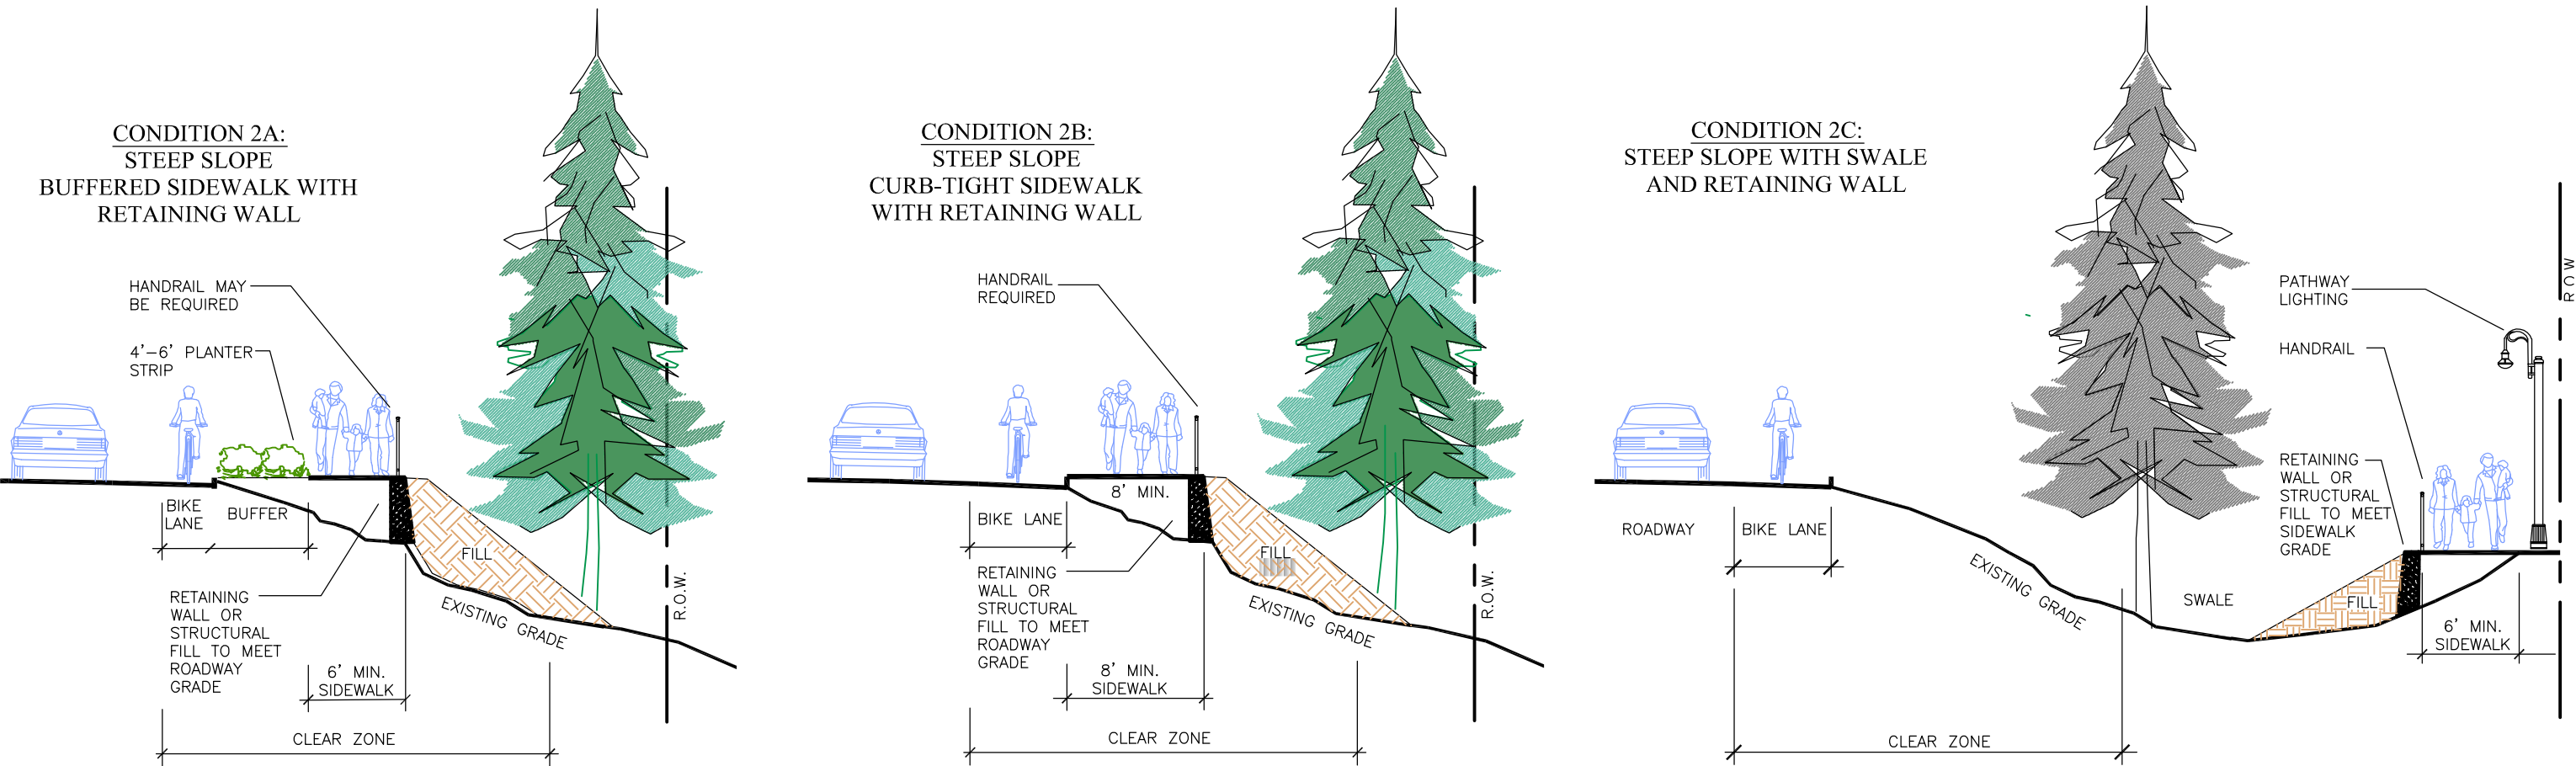 CONDITION 2A:
STEEP SLOPE
BUFFERED SIDEWALK WITH
RETAINING WALL
HANDRAIL MAY
BE REQUIRED
4'-6' PLANTER
STRIP
BIKE
LANE
BUFFER
FILL
RETAINING
WALL OR
STRUCTURAL
FILL TO MEET
ROADWAY
GRADE
EXISTING GRADE
6' MIN.
SIDEWALK
R.O.W.
CLEAR ZONE
CONDITION 2B:
STEEP SLOPE
CURB-TIGHT SIDEWALK
WITH RETAINING WALL
HANDRAIL
REQUIRED
8' MIN.
BIKE LANE
FILL
RETAINING
WALL OR
STRUCTURAL
FILL TO MEET
ROADWAY
GRADE
EXISTING GRADE
8' MIN.
SIDEWALK
R.O.W.
CLEAR ZONE
CONDITION 2C:
STEEP SLOPE WITH SWALE
AND RETAINING WALL
ROW
PATHWAY
LIGHTING
HANDRAIL
RETAINING
WALL OR
STRUCTURAL
FILL TO MEET
SIDEWALK
GRADE
ROADWAY
BIKE LANE
EXISTING GRADE
SWALE
FILL
6' MIN.
SIDEWALK
CLEAR ZONE